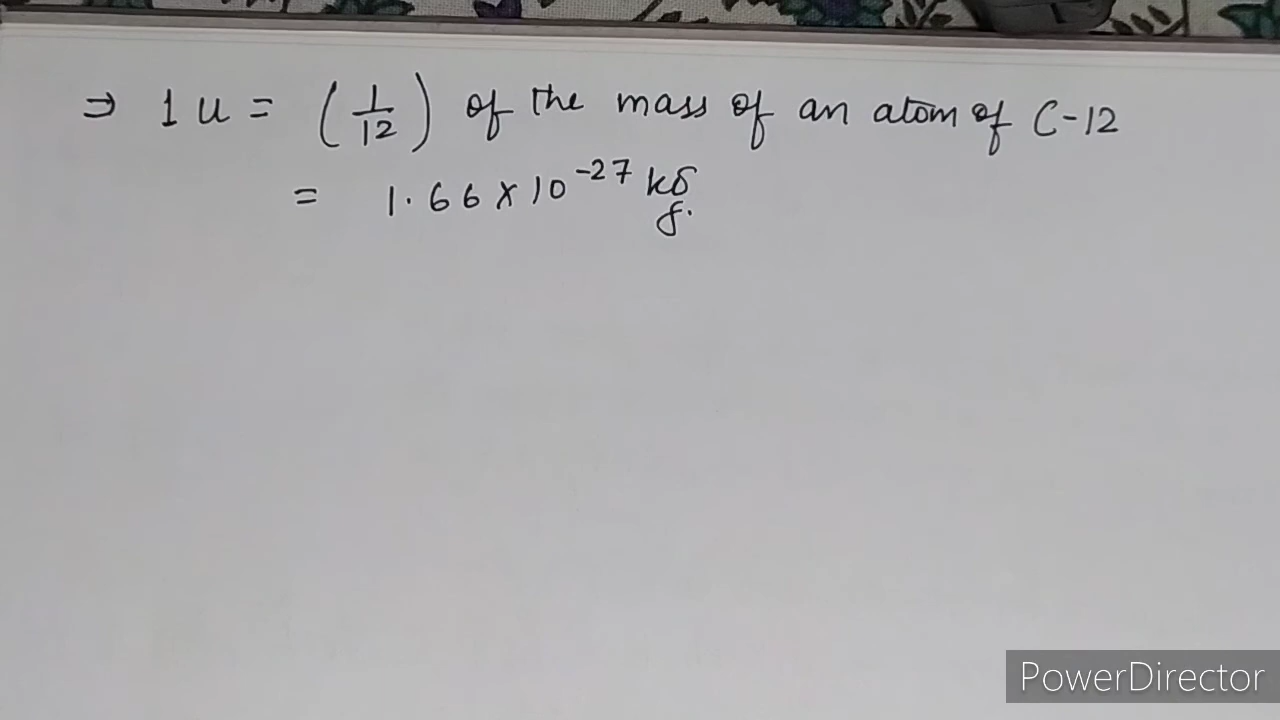 ⇒ 1 u = (1/12) of the mass of an atom of C-12
= 1.66 × 10⁻²⁷ kg.
PowerDirector